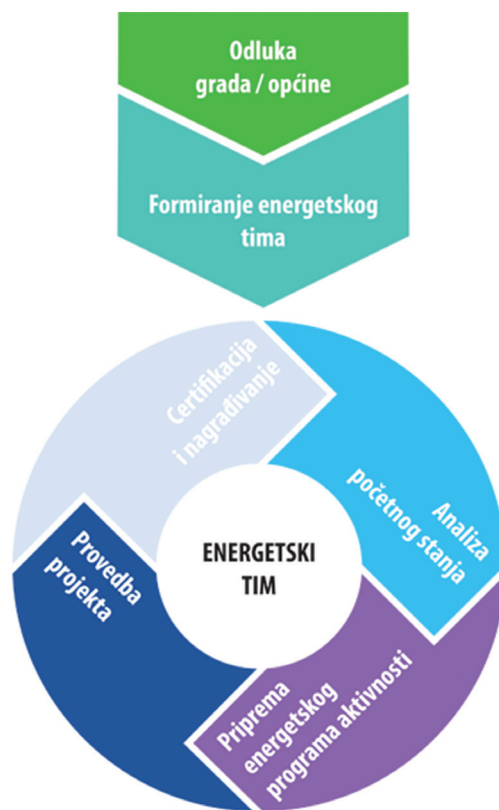 Odluka
grada / općine
Formiranje energetskog
tima
Certifikacija
i nagrađivanje
Analiza
početnog stanja
ENERGETSKI
TIM
Provedba
projekta
Priprema
energetskog
programa aktivnosti